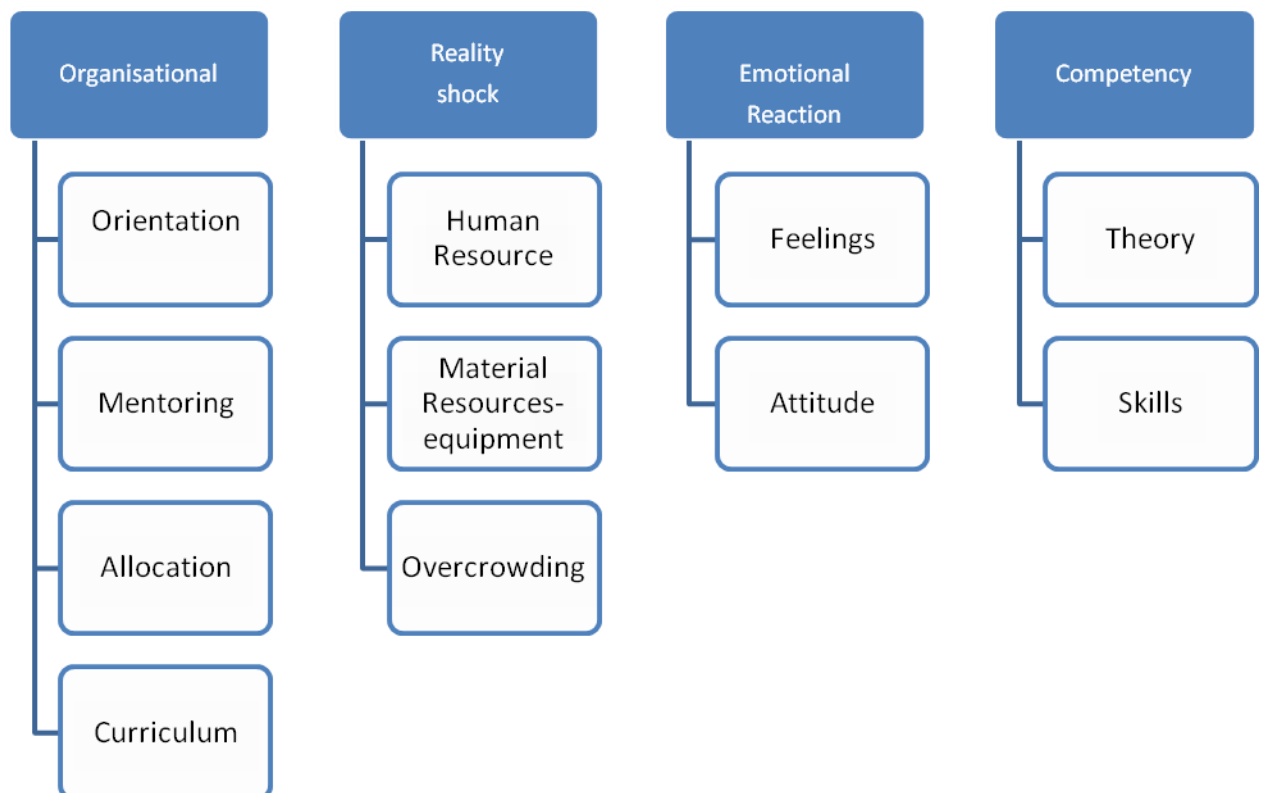 Organisational
Orientation
Mentoring
Allocation
Curriculum
Reality
shock
Human
Resource
Material
Resources-
equipment
Overcrowding
Emotional
Reaction
Feelings
Attitude
Competency
Theory
Skills